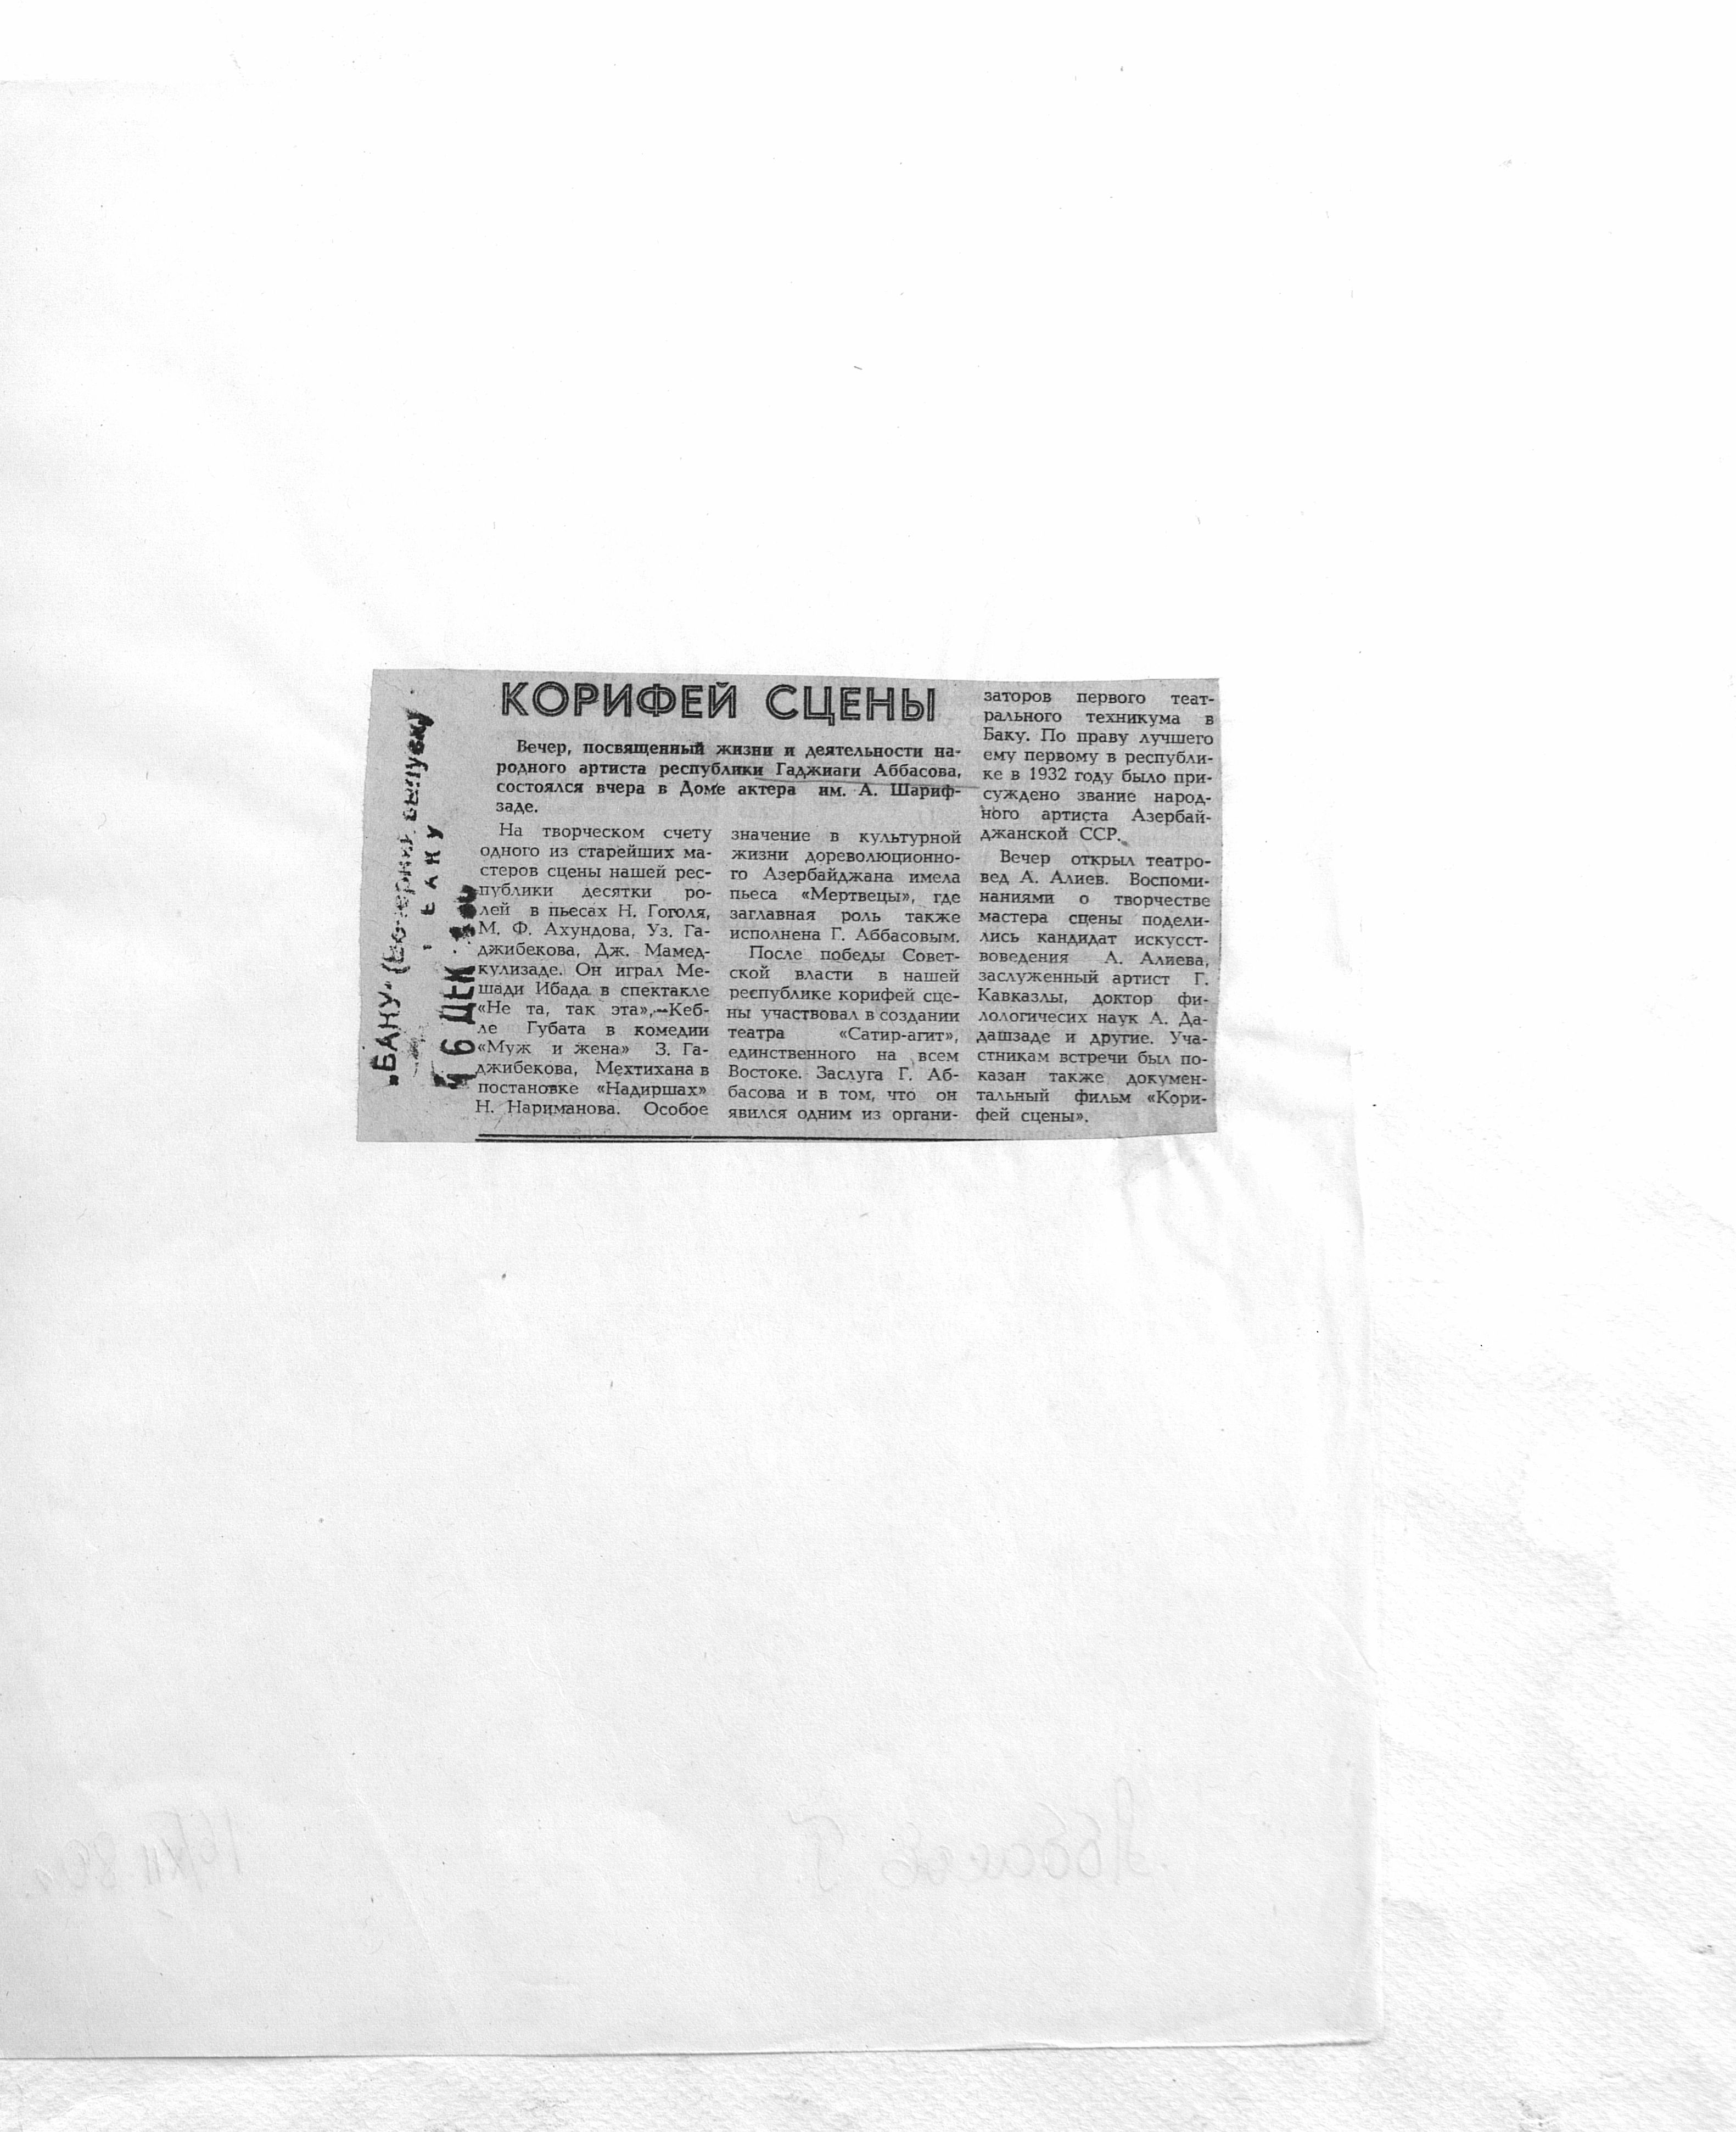 КОРИФЕЙ СЦЕНЫ
Вечер, посвященный жизни и деятельности на-
родного артиста республики Гаджиаги Аббасова,
состоялся вчера в Доме актера им. А. Шариф-
заде.
На творческом счету
одного из старейших ма-
стеров сцены нашей рес-
публики десятки ро-
лей в пьесах Н. Гоголя,
М. Ф. Ахундова, Уз. Га-
джибекова, Дж. Мамед-
кулизаде. Он играл Ме-
шади Ибада в спектакле
«Не та, так эта»,—Кеб-
ле Губата в комедии
«Муж и жена» З. Га-
джибекова, Мехтихана в
постановке «Надиршах»
Н. Нариманова. Особое
значение в культурной
жизни дореволюционно-
го Азербайджана имела
пьеса «Мертвецы», где
заглавная роль также
исполнена Г. Аббасовым.
После победы Совет-
ской власти в нашей
республике корифей сце-
ны участвовал в создании
театра «Сатир-агит»,
единственного на всем
Востоке. Заслуга Г. Аб-
басова и в том, что он
явился одним из органи-
заторов первого теат-
рального техникума в
Баку. По праву лучшего
ему первому в республи-
ке в 1932 году было при-
суждено звание народ-
ного артиста Азербай-
джанской ССР.
Вечер открыл театро-
вед А. Алиев. Воспоми-
наниями о творчестве
мастера сцены подели-
лись кандидат искусст-
воведения А. Алиева,
заслуженный артист Г.
Кавказлы, доктор фи-
лологичесих наук А. Да-
дашзаде и другие. Уча-
стникам встречи был по-
казан также докумен-
тальный фильм «Кори-
фей сцены».
„БАКУ" (Вечерний выпуск)
г. БАКУ
16 ДЕК
Аббасов Г.
16/XII 80г.